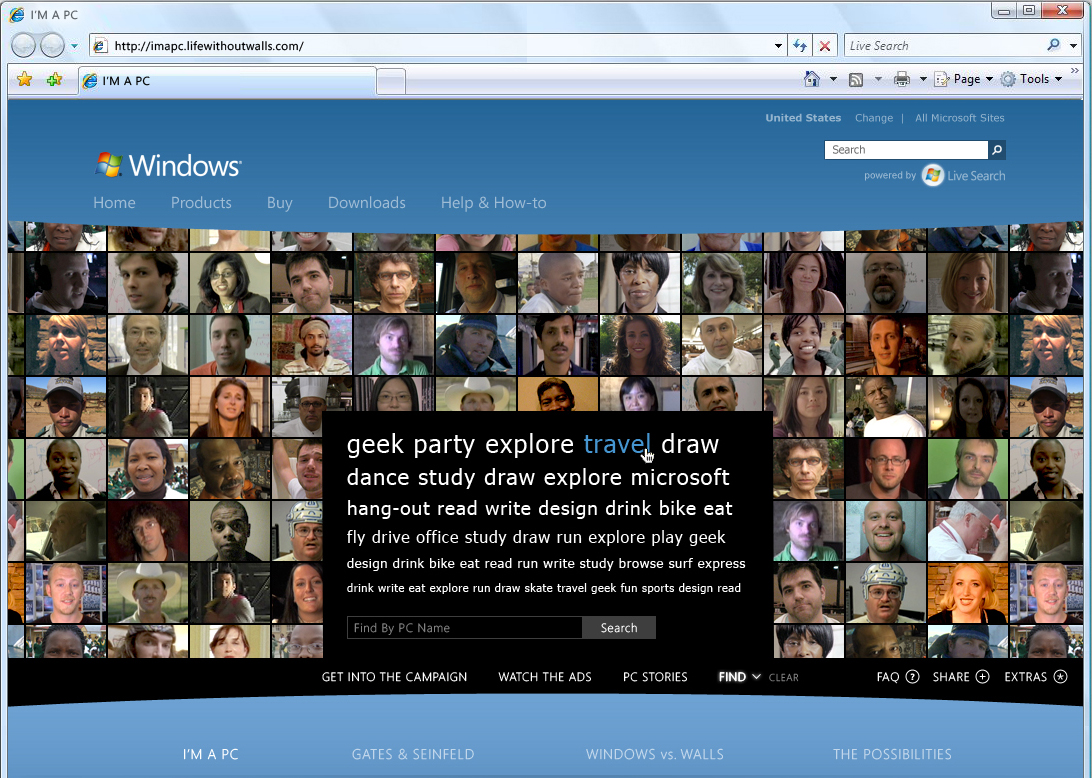 I'M A PC
http://imapc.lifewithoutwalls.com/
Live Search
I'M A PC
Page
Tools
United States Change | All Microsoft Sites
Windows
Search
powered by Live Search
Home Products Buy Downloads Help & How-to
geek party explore travel draw
dance study draw explore microsoft
hang-out read write design drink bike eat
fly drive office study draw run explore play geek
design drink bike eat read run write study browse surf express
drink write eat explore run draw skate travel geek fun sports design read
Find By PC Name
Search
GET INTO THE CAMPAIGN WATCH THE ADS PC STORIES FIND CLEAR FAQ ? SHARE + EXTRAS *
I'M A PC GATES & SEINFELD WINDOWS vs. WALLS THE POSSIBILITIES